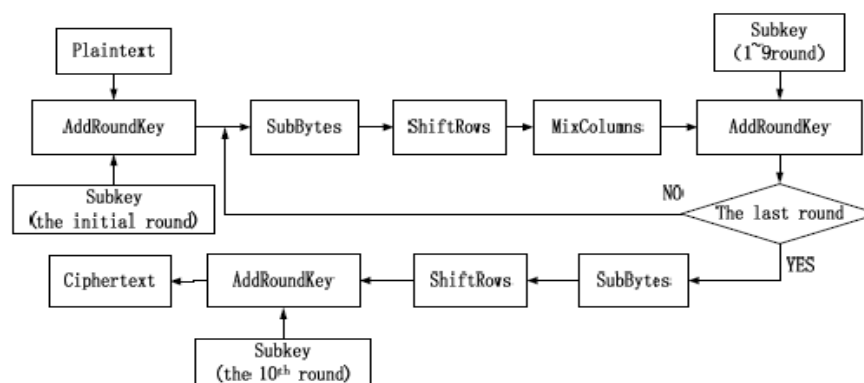 Plaintext
Subkey
(1~9round)
AddRoundKey
SubBytes
ShiftRows
MixColumns
AddRoundKey
Subkey
(the initial round)
NO
The last round
YES
Ciphertext
AddRoundKey
ShiftRows
SubBytes
Subkey
(the 10th round)